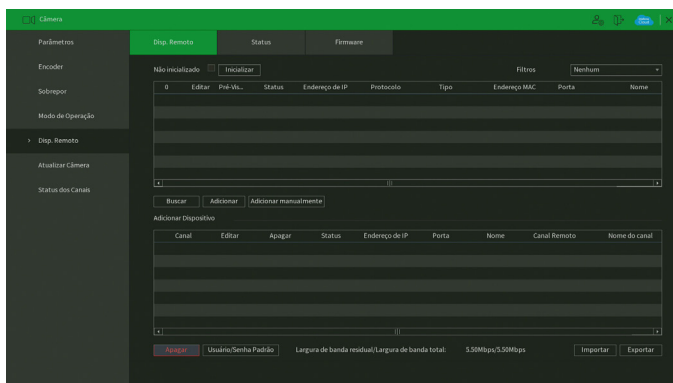 Câmera
Parâmetros
Encoder
Sobrepor
Modo de Operação
Disp. Remoto
Atualizar Câmera
Status dos Canais
Disp. Remoto Status Firmware
Não inicializado Inicializar Filtros Nenhum
0 Editar Pré-Vis... Status Endereço de IP Protocolo Tipo Endereço MAC Porta Nome
Buscar Adicionar Adicionar manualmente
Adicionar Dispositivo
Canal Editar Apagar Status Endereço de IP Porta Nome Canal Remoto Nome do canal
Apagar Usuário/Senha Padrão Largura de banda residual/Largura de banda total: 5.50Mbps/5.50Mbps Importar Exportar